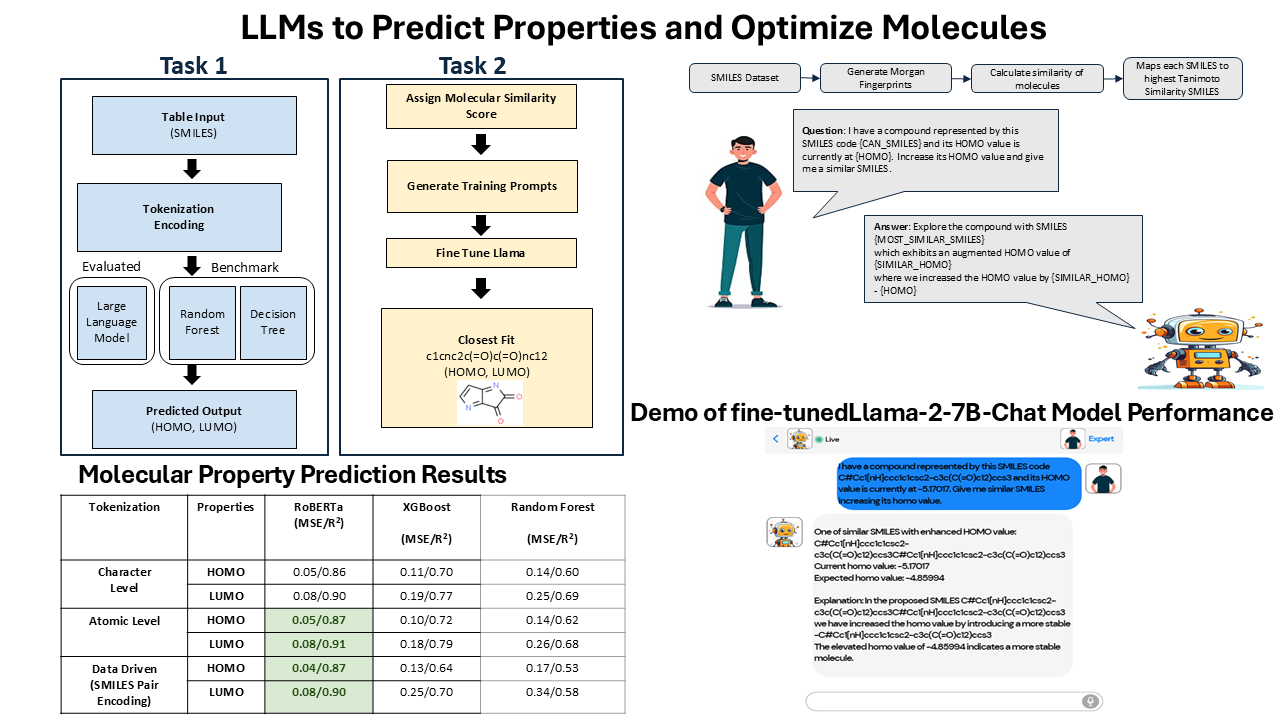 LLMs to Predict Properties and Optimize Molecules
Task 1
Table Input
(SMILES)
Tokenization
Encoding
Evaluated
Benchmark
Large
Language
Model
Random
Forest
Decision
Tree
Predicted Output
(HOMO, LUMO)
Task 2
Assign Molecular Similarity
Score
Generate Training Prompts
Fine Tune Llama
Closest Fit
c1cnc2c(=O)c(=O)nc12
(HOMO, LUMO)
N
N
O
O
SMILES Dataset
Generate Morgan
Fingerprints
Calculate similarity of
molecules
Maps each SMILES to
highest Tanimoto
Similarity SMILES
Question: I have a compound represented by this
SMILES code {CAN_SMILES} and its HOMO value is
currently at {HOMO}. Increase its HOMO value and give
me a similar SMILES.
Answer: Explore the compound with SMILES
{MOST_SIMILAR_SMILES}
which exhibits an augmented HOMO value of
{SIMILAR_HOMO}
where we increased the HOMO value by {SIMILAR_HOMO}
- {HOMO}
Molecular Property Prediction Results
Tokenization Properties RoBERTa (MSE/R²) XGBoost (MSE/R²) Random Forest (MSE/R²)
Character Level HOMO 0.05/0.86 0.11/0.70 0.14/0.60
LUMO 0.08/0.90 0.19/0.77 0.25/0.69
Atomic Level HOMO 0.05/0.87 0.10/0.72 0.14/0.62
LUMO 0.08/0.91 0.18/0.79 0.26/0.68
Data Driven (SMILES Pair Encoding) HOMO 0.04/0.87 0.13/0.64 0.17/0.53
LUMO 0.08/0.90 0.25/0.70 0.34/0.58
Demo of fine-tunedLlama-2-7B-Chat Model Performance
Live
Expert
I have a compound represented by this SMILES code
C#Cc1[nH]ccc1c1csc2-c3c(C(=O)c12)ccs3 and its HOMO
value is currently at -5.17017. Give me similar SMILES
increasing its homo value.
One of similar SMILES with enhanced HOMO value:
C#Cc1[nH]ccc1c1csc2-
c3c(C(=O)c12)ccs3C#Cc1[nH]ccc1c1csc2-c3c(C(=O)c12)ccs3
Current homo value: -5.17017
Expected homo value: -4.85994
Explanation: In the proposed SMILES C#Cc1[nH]ccc1c1csc2-
c3c(C(=O)c12)ccs3C#Cc1[nH]ccc1c1csc2-c3c(C(=O)c12)ccs3
we have increased the homo value by introducing a more stable
-C#Cc1[nH]ccc1c1csc2-c3c(C(=O)c12)ccs3
The elevated homo value of -4.85994 indicates a more stable
molecule.